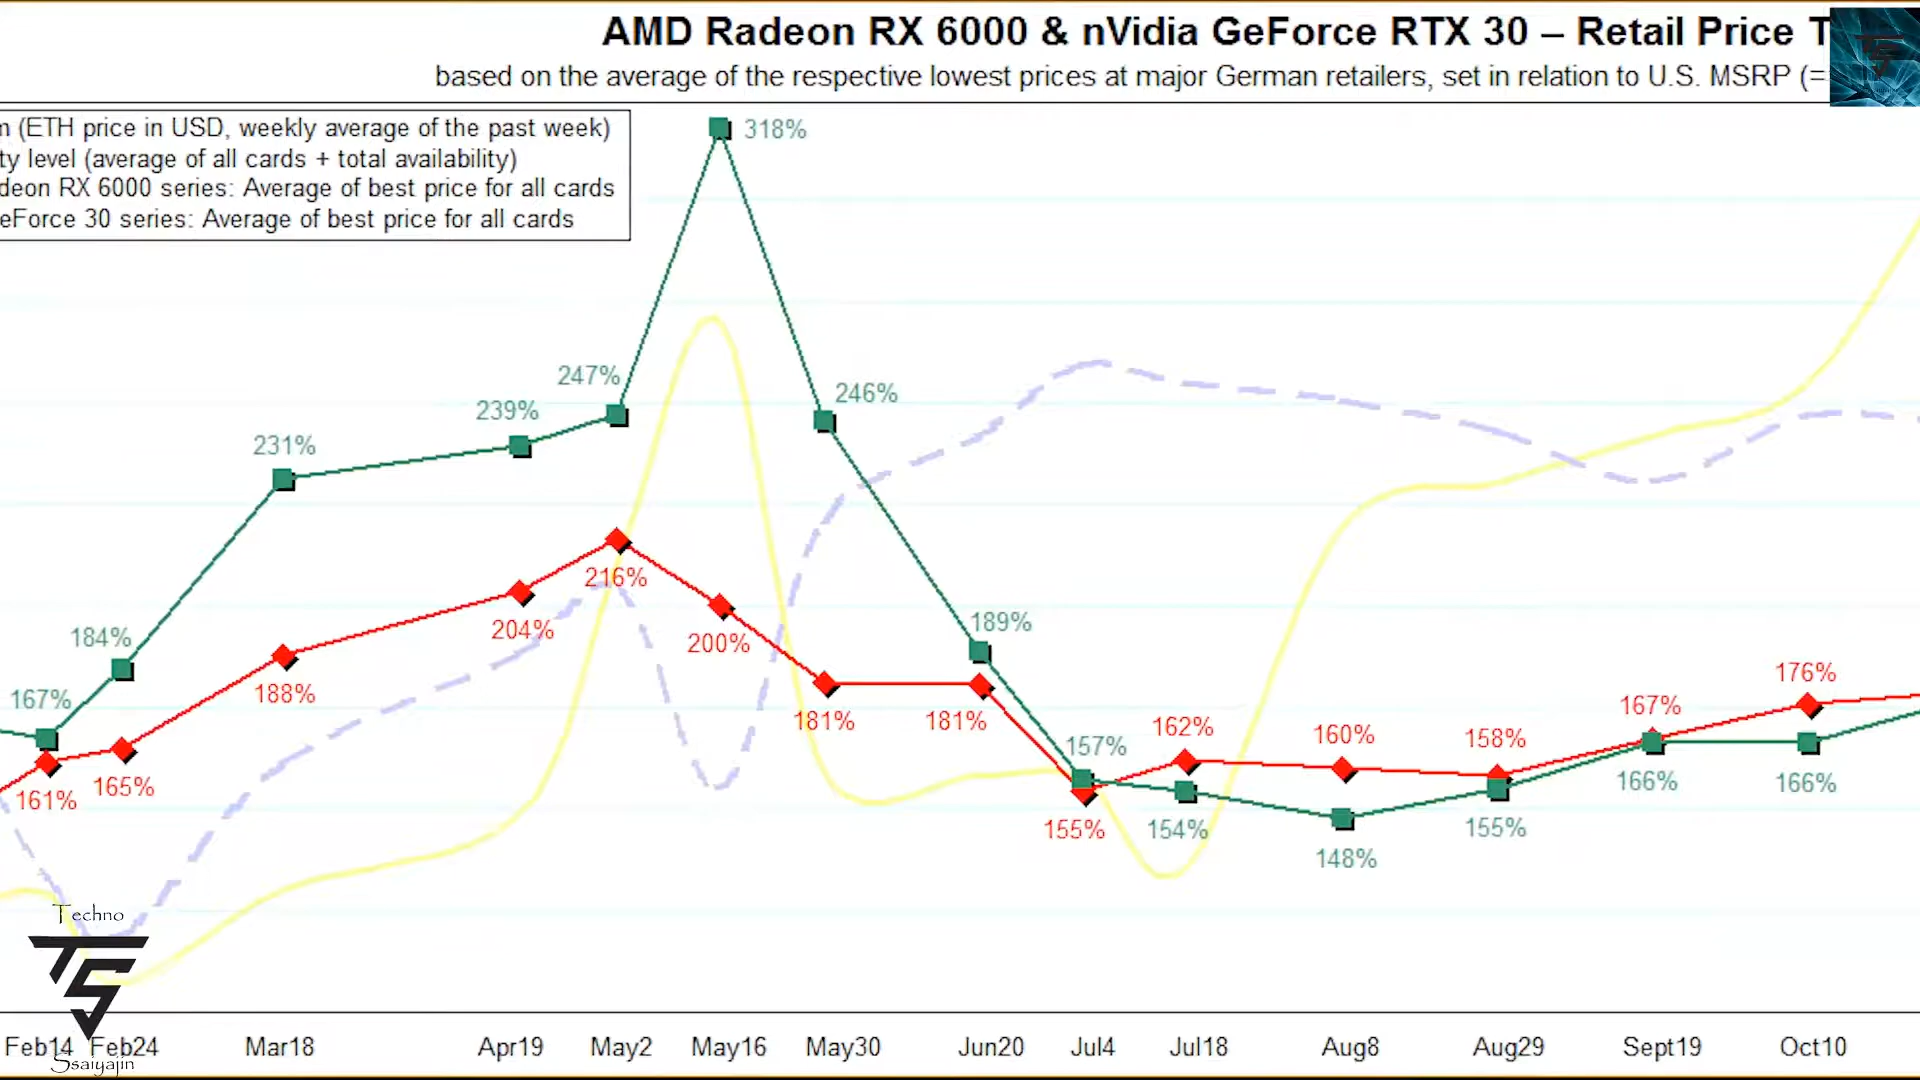 AMD Radeon RX 6000 & nVidia GeForce RTX 30 – Retail Price T
based on the average of the respective lowest prices at major German retailers, set in relation to U.S. MSRP (=
m (ETH price in USD, weekly average of the past week)
ty level (average of all cards + total availability)
deon RX 6000 series: Average of best price for all cards
eForce 30 series: Average of best price for all cards
318%
247%
246%
239%
231%
216%
204%
189%
184%
200%
188%
167%
181%
181%
176%
167%
162%
160%
158%
157%
161%
165%
155%
154%
148%
155%
166%
166%
Techno
TS
Ssaiyajin
Feb14 Feb24 Mar18 Apr19 May2 May16 May30 Jun20 Jul4 Jul18 Aug8 Aug29 Sept19 Oct10